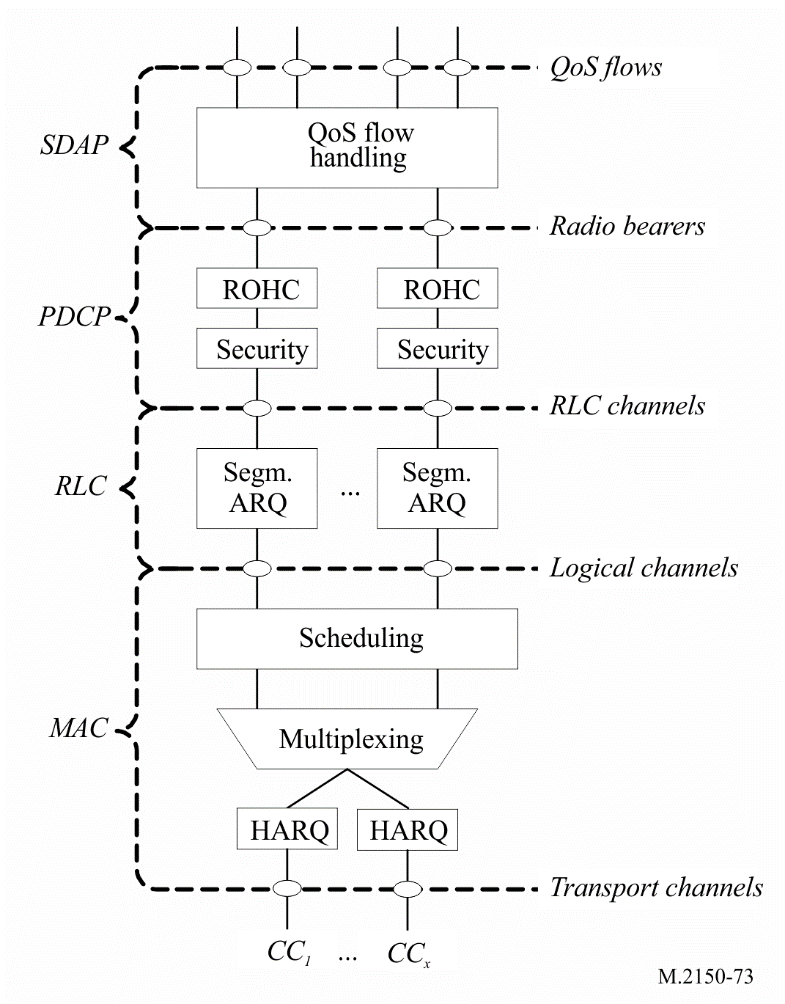 QoS flows
SDAP
QoS flow
handling
Radio bearers
ROHC ROHC
PDCP
Security Security
RLC channels
RLC
Segm. Segm.
ARQ ... ARQ
Logical channels
Scheduling
MAC
Multiplexing
HARQ HARQ
Transport channels
CC1 ... CCx
M.2150-73